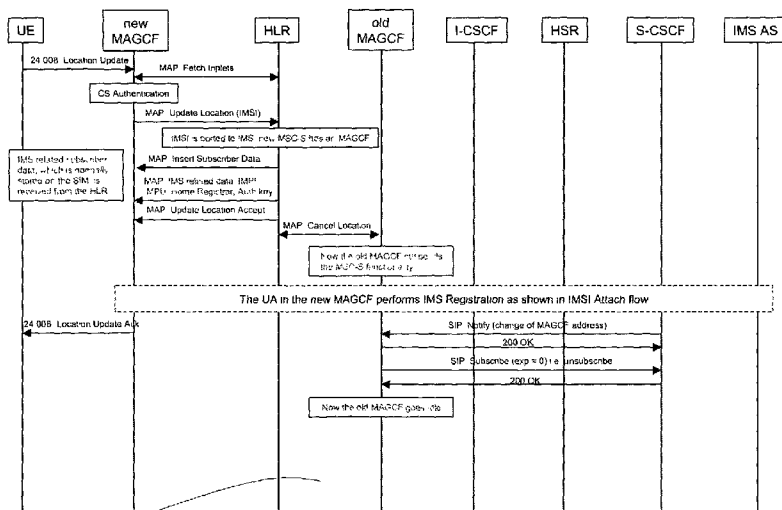 UE
new
MAGCF
HLR
old
MAGCF
I-CSCF
HSR
S-CSCF
IMS AS
24 008 Location Update
MAP Fetch Triplets
CS Authentication
MAP Update Location (IMSI)
IMSI is ported to IMS, new MSC-S has an MAGCF
IMS related subscriber
data, which is normally
stored on the SIM, is
received from the HLR
MAP Insert Subscriber Data
MAP IMS related data
Home Registrar, Auth key
MAP Update Location Accept
MAP Cancel Location
Now the old MAGCF
the MSC-S functionality
The UA in the new MAGCF performs IMS Registration as shown in IMSI Attach flow
24 008 Location Update Ack
SIP Notify (change of MAGCF address)
200 OK
SIP Subscribe (exp = 0) i.e. unsubscribe
200 OK
Now the old MAGCF goes idle